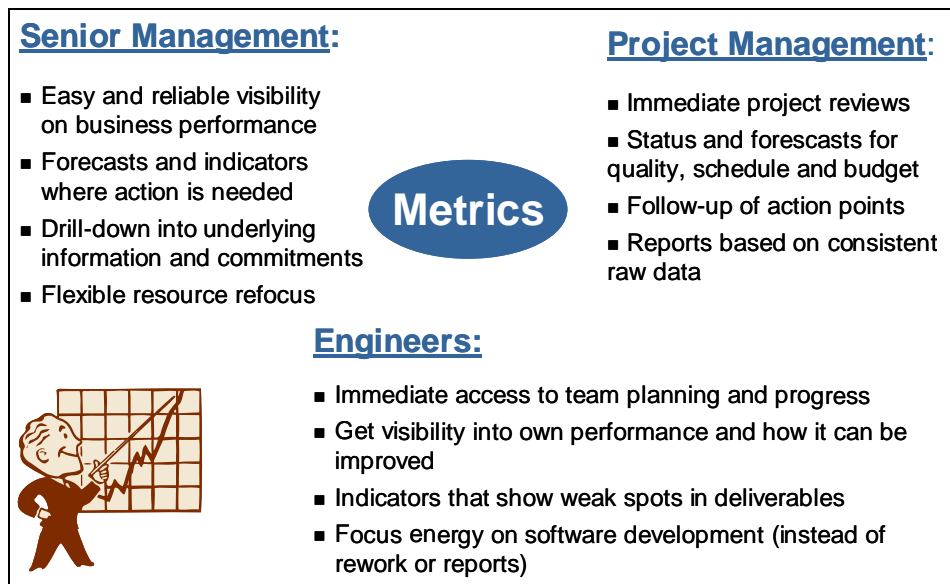 Senior Management:
■ Easy and reliable visibility
on business performance
■ Forecasts and indicators
where action is needed
■ Drill-down into underlying
information and commitments
■ Flexible resource refocus
Metrics
Project Management:
■ Immediate project reviews
■ Status and forescasts for
quality, schedule and budget
■ Follow-up of action points
■ Reports based on consistent
raw data
Engineers:
■ Immediate access to team planning and progress
■ Get visibility into own performance and how it can be
improved
■ Indicators that show weak spots in deliverables
■ Focus energy on software development (instead of
rework or reports)